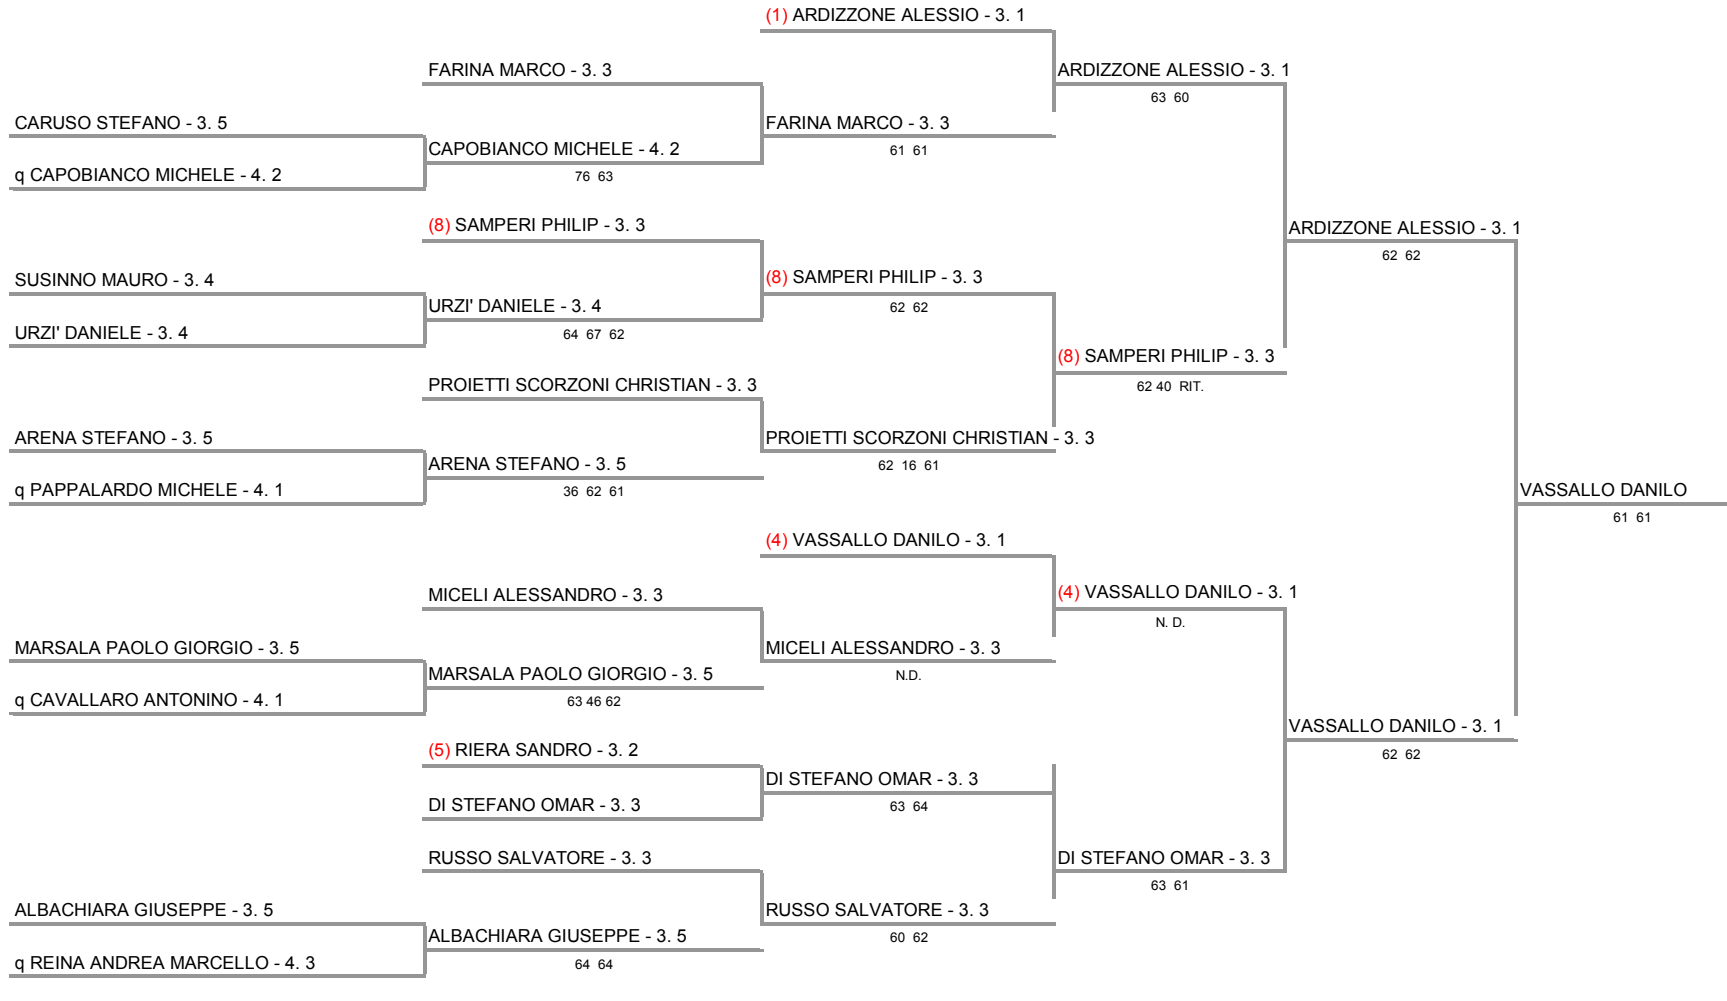 (1) ARDIZZONE ALESSIO - 3. 1
FARINA MARCO - 3. 3
ARDIZZONE ALESSIO - 3. 1
63 60
CARUSO STEFANO - 3. 5
FARINA MARCO - 3. 3
CAPOBIANCO MICHELE - 4. 2
61 61
q CAPOBIANCO MICHELE - 4. 2
76 63
(8) SAMPERI PHILIP - 3. 3
ARDIZZONE ALESSIO - 3. 1
62 62
SUSINNO MAURO - 3. 4
(8) SAMPERI PHILIP - 3. 3
URZI' DANIELE - 3. 4
62 62
URZI' DANIELE - 3. 4
64 67 62
(8) SAMPERI PHILIP - 3. 3
PROIETTI SCORZONI CHRISTIAN - 3. 3
62 40 RIT.
ARENA STEFANO - 3. 5
PROIETTI SCORZONI CHRISTIAN - 3. 3
ARENA STEFANO - 3. 5
62 16 61
q PAPPALARDO MICHELE - 4. 1
36 62 61
VASSALLO DANILO
61 61
(4) VASSALLO DANILO - 3. 1
MICELI ALESSANDRO - 3. 3
(4) VASSALLO DANILO - 3. 1
N. D.
MARSALA PAOLO GIORGIO - 3. 5
MICELI ALESSANDRO - 3. 3
MARSALA PAOLO GIORGIO - 3. 5
N.D.
q CAVALLARO ANTONINO - 4. 1
63 46 62
VASSALLO DANILO - 3. 1
62 62
(5) RIERA SANDRO - 3. 2
DI STEFANO OMAR - 3. 3
DI STEFANO OMAR - 3. 3
63 64
RUSSO SALVATORE - 3. 3
DI STEFANO OMAR - 3. 3
63 61
ALBACHIARA GIUSEPPE - 3. 5
RUSSO SALVATORE - 3. 3
ALBACHIARA GIUSEPPE - 3. 5
60 62
q REINA ANDREA MARCELLO - 4. 3
64 64